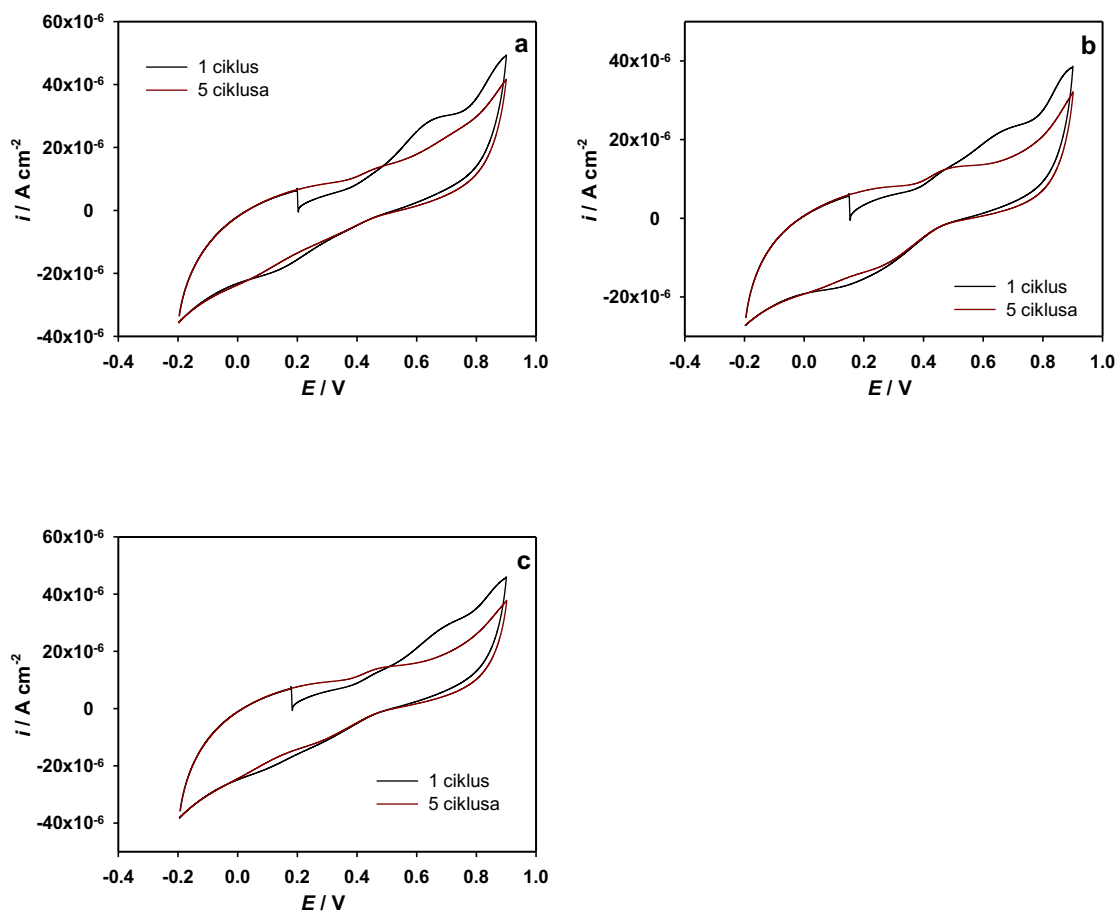 a
60x10-6
40x10-6
20x10-6
0
-20x10-6
-40x10-6
i / A cm-2
1 ciklus
5 ciklusa
-0.4 -0.2 0.0 0.2 0.4 0.6 0.8 1.0
E / V
b
40x10-6
20x10-6
0
-20x10-6
i / A cm-2
1 ciklus
5 ciklusa
-0.4 -0.2 0.0 0.2 0.4 0.6 0.8 1.0
E / V
c
60x10-6
40x10-6
20x10-6
0
-20x10-6
-40x10-6
i / A cm-2
1 ciklus
5 ciklusa
-0.4 -0.2 0.0 0.2 0.4 0.6 0.8 1.0
E / V